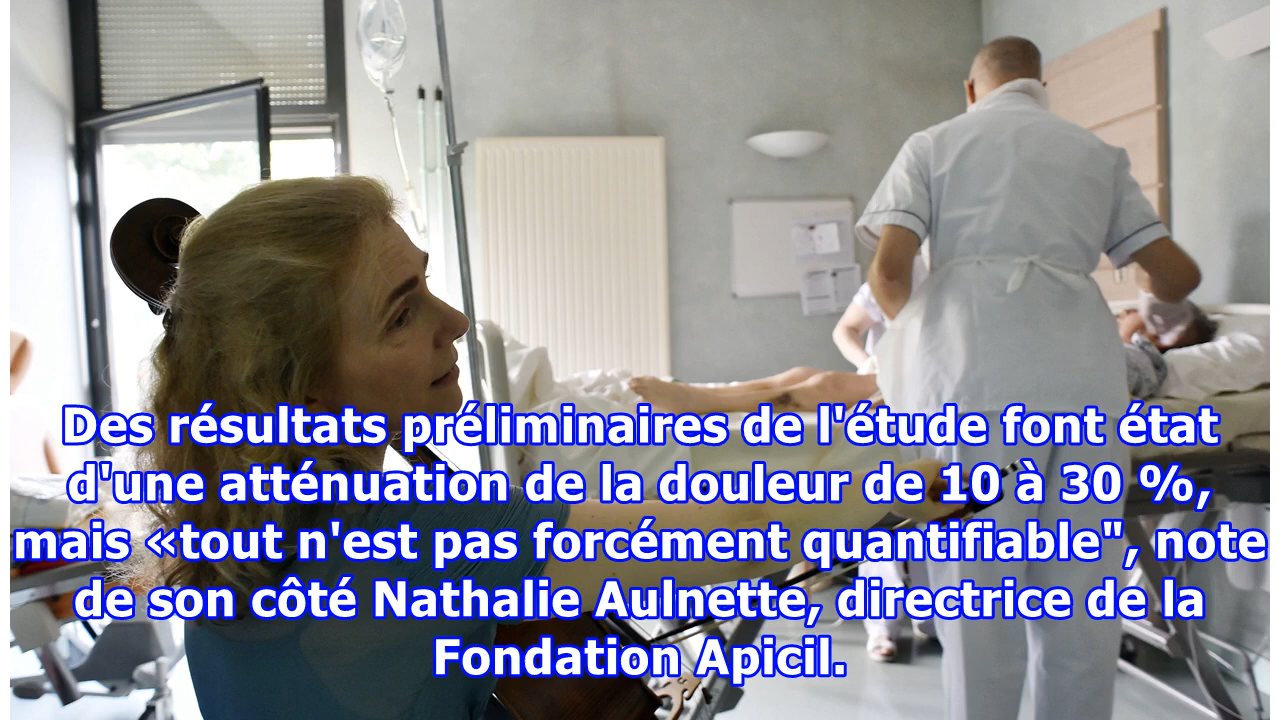 Des résultats préliminaires de l'étude font état
d'une atténuation de la douleur de 10 à 30 %,
mais «tout n'est pas forcément quantifiable", note
de son côté Nathalie Aulnette, directrice de la
Fondation Apicil.